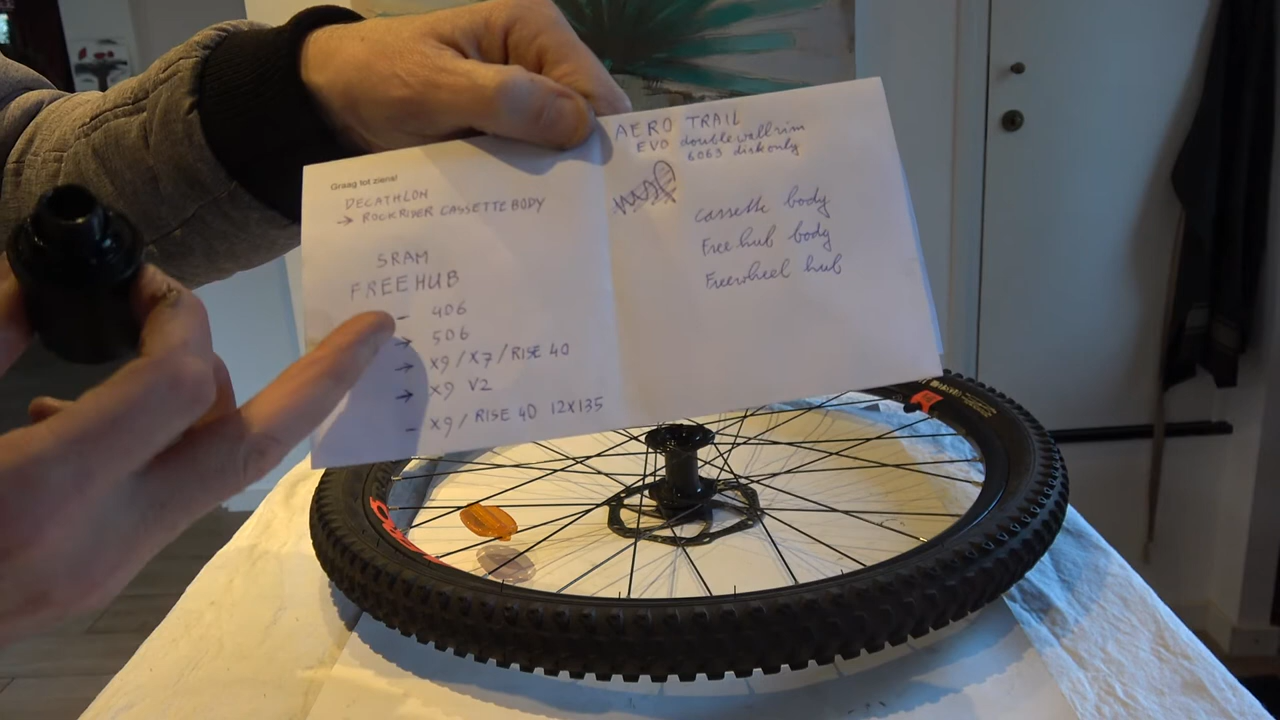 Graag tot ziens!
DECATHLON
→ ROCKRIDER CASSETTE BODY
SRAM
FREEHUB
- 406
→ 506
→ X9 / X7 / RISE 40
→ X9 V2
- X9 / RISE 40 12X135
AERO TRAIL
EVO double wall rim
6063 disk only
cassette body
Free hub body
Freewheel hub